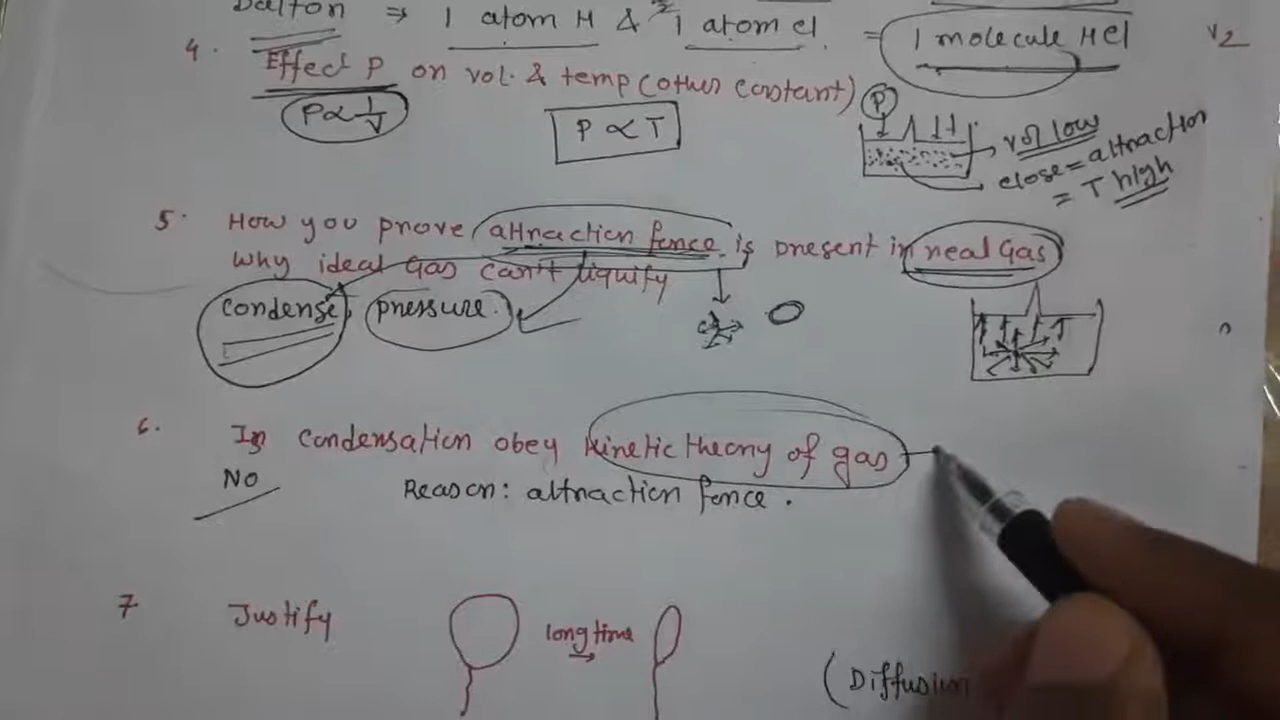 Dalton ⇒ 1 atom H & 1 atom Cl = 1 molecule HCl
4. Effect P on vol. & temp (other constant)
P ∝ 1/V
P ∝ T
P
vol low
close = attraction
= T high
5. How you prove attraction force is present in real Gas
Why ideal Gas can't liquify
condense, pressure.
6. Is Condensation obey Kinetic theory of gas
No Reason: attraction force.
7 Justify long time (Diffusion